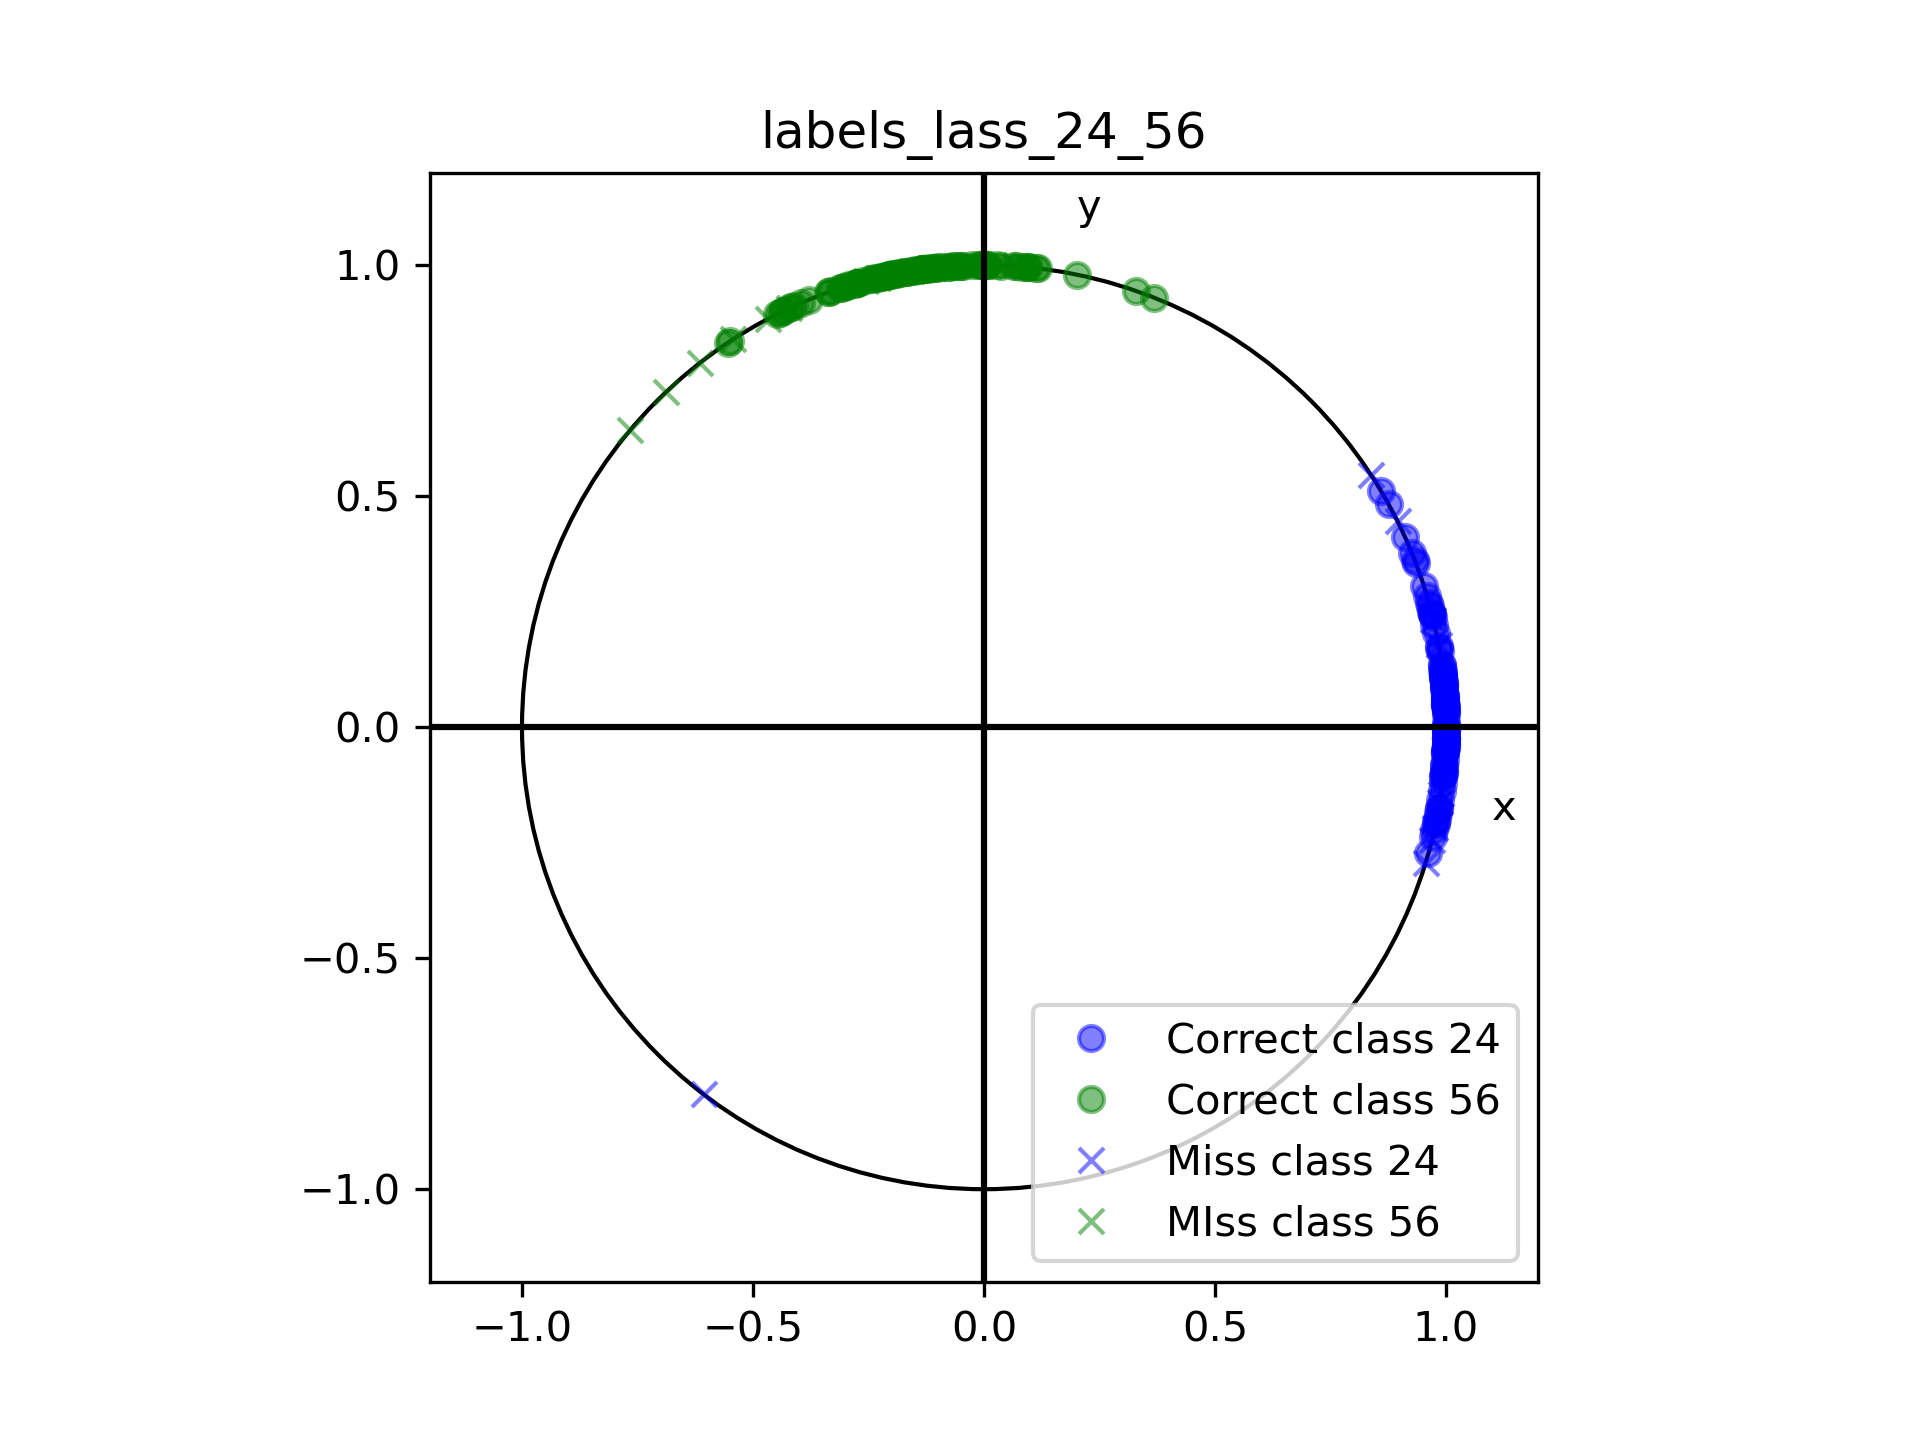 labels_lass_24_56
y
1.0
0.5
0.0
−0.5
−1.0
x
Correct class 24
Correct class 56
Miss class 24
MIss class 56
−1.0 −0.5 0.0 0.5 1.0